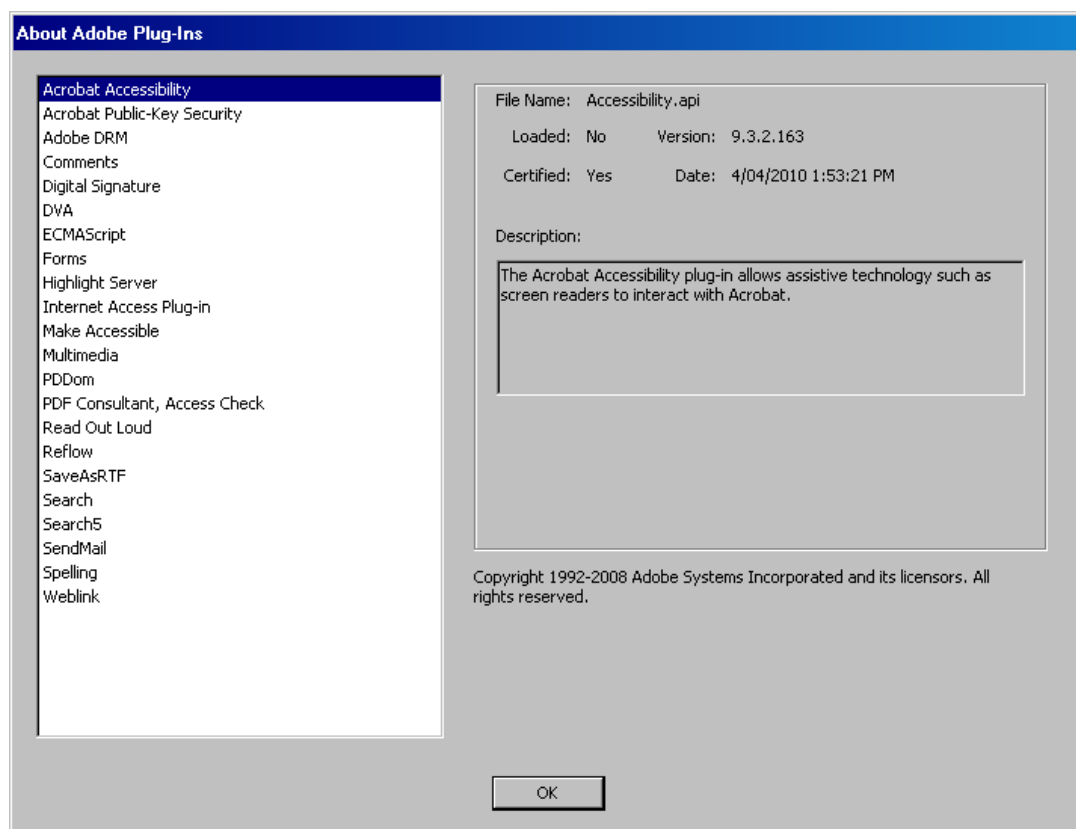 About Adobe Plug-Ins
Acrobat Accessibility
Acrobat Public-Key Security
Adobe DRM
Comments
Digital Signature
DVA
ECMAScript
Forms
Highlight Server
Internet Access Plug-in
Make Accessible
Multimedia
PDDom
PDF Consultant, Access Check
Read Out Loud
Reflow
SaveAsRTF
Search
Search5
SendMail
Spelling
Weblink
File Name: Accessibility.api
Loaded: No Version: 9.3.2.163
Certified: Yes Date: 4/04/2010 1:53:21 PM
Description:
The Acrobat Accessibility plug-in allows assistive technology such as
screen readers to interact with Acrobat.
Copyright 1992-2008 Adobe Systems Incorporated and its licensors. All
rights reserved.
OK